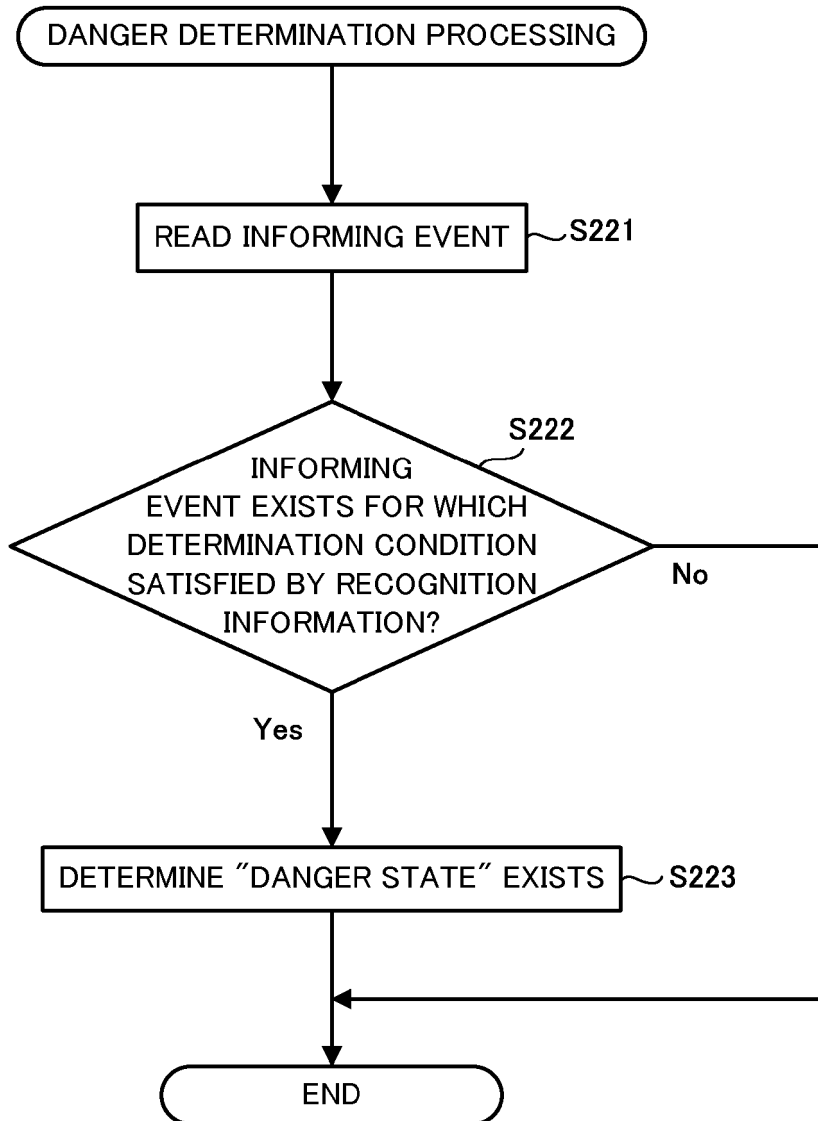 DANGER DETERMINATION PROCESSING
READ INFORMING EVENT
S221
S222
INFORMING
EVENT EXISTS FOR WHICH
DETERMINATION CONDITION
SATISFIED BY RECOGNITION
INFORMATION?
No
Yes
DETERMINE "DANGER STATE" EXISTS
S223
END